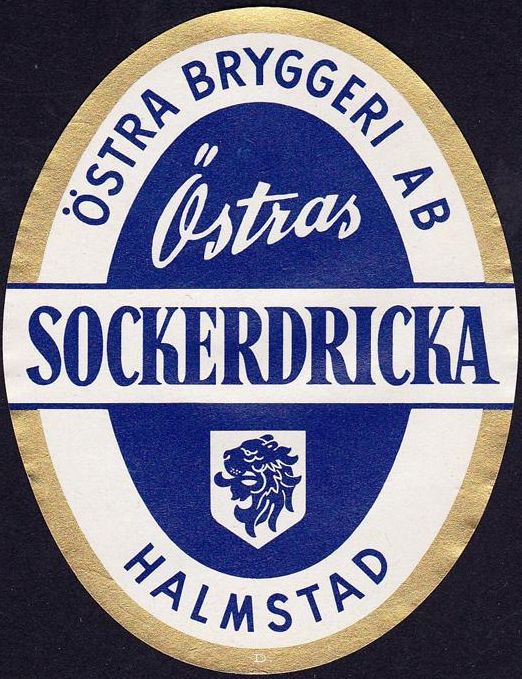 ÖSTRA BRYGGERI AB
Östras
SOCKERDRICKA
HALMSTAD
D.